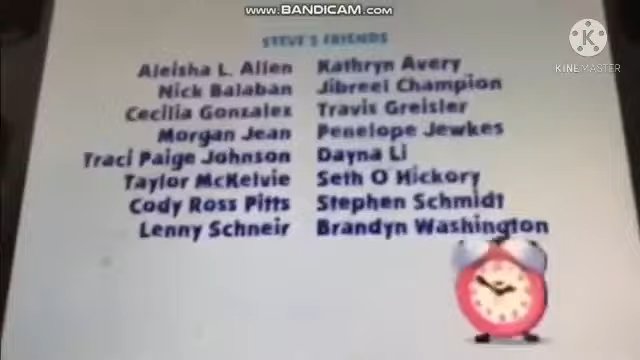 www.BANDICAM.com
KINEMASTER
STEVE'S FRIENDS
Aleisha L. Allen Kathryn Avery
Nick Balaban Jibreel Champion
Cecilia Gonzalez Travis Greisler
Morgan Jean Penelope Jewkes
Traci Paige Johnson Dayna Li
Taylor McKelvie Seth O Hickory
Cody Ross Pitts Stephen Schmidt
Lenny Schneir Brandyn Washington